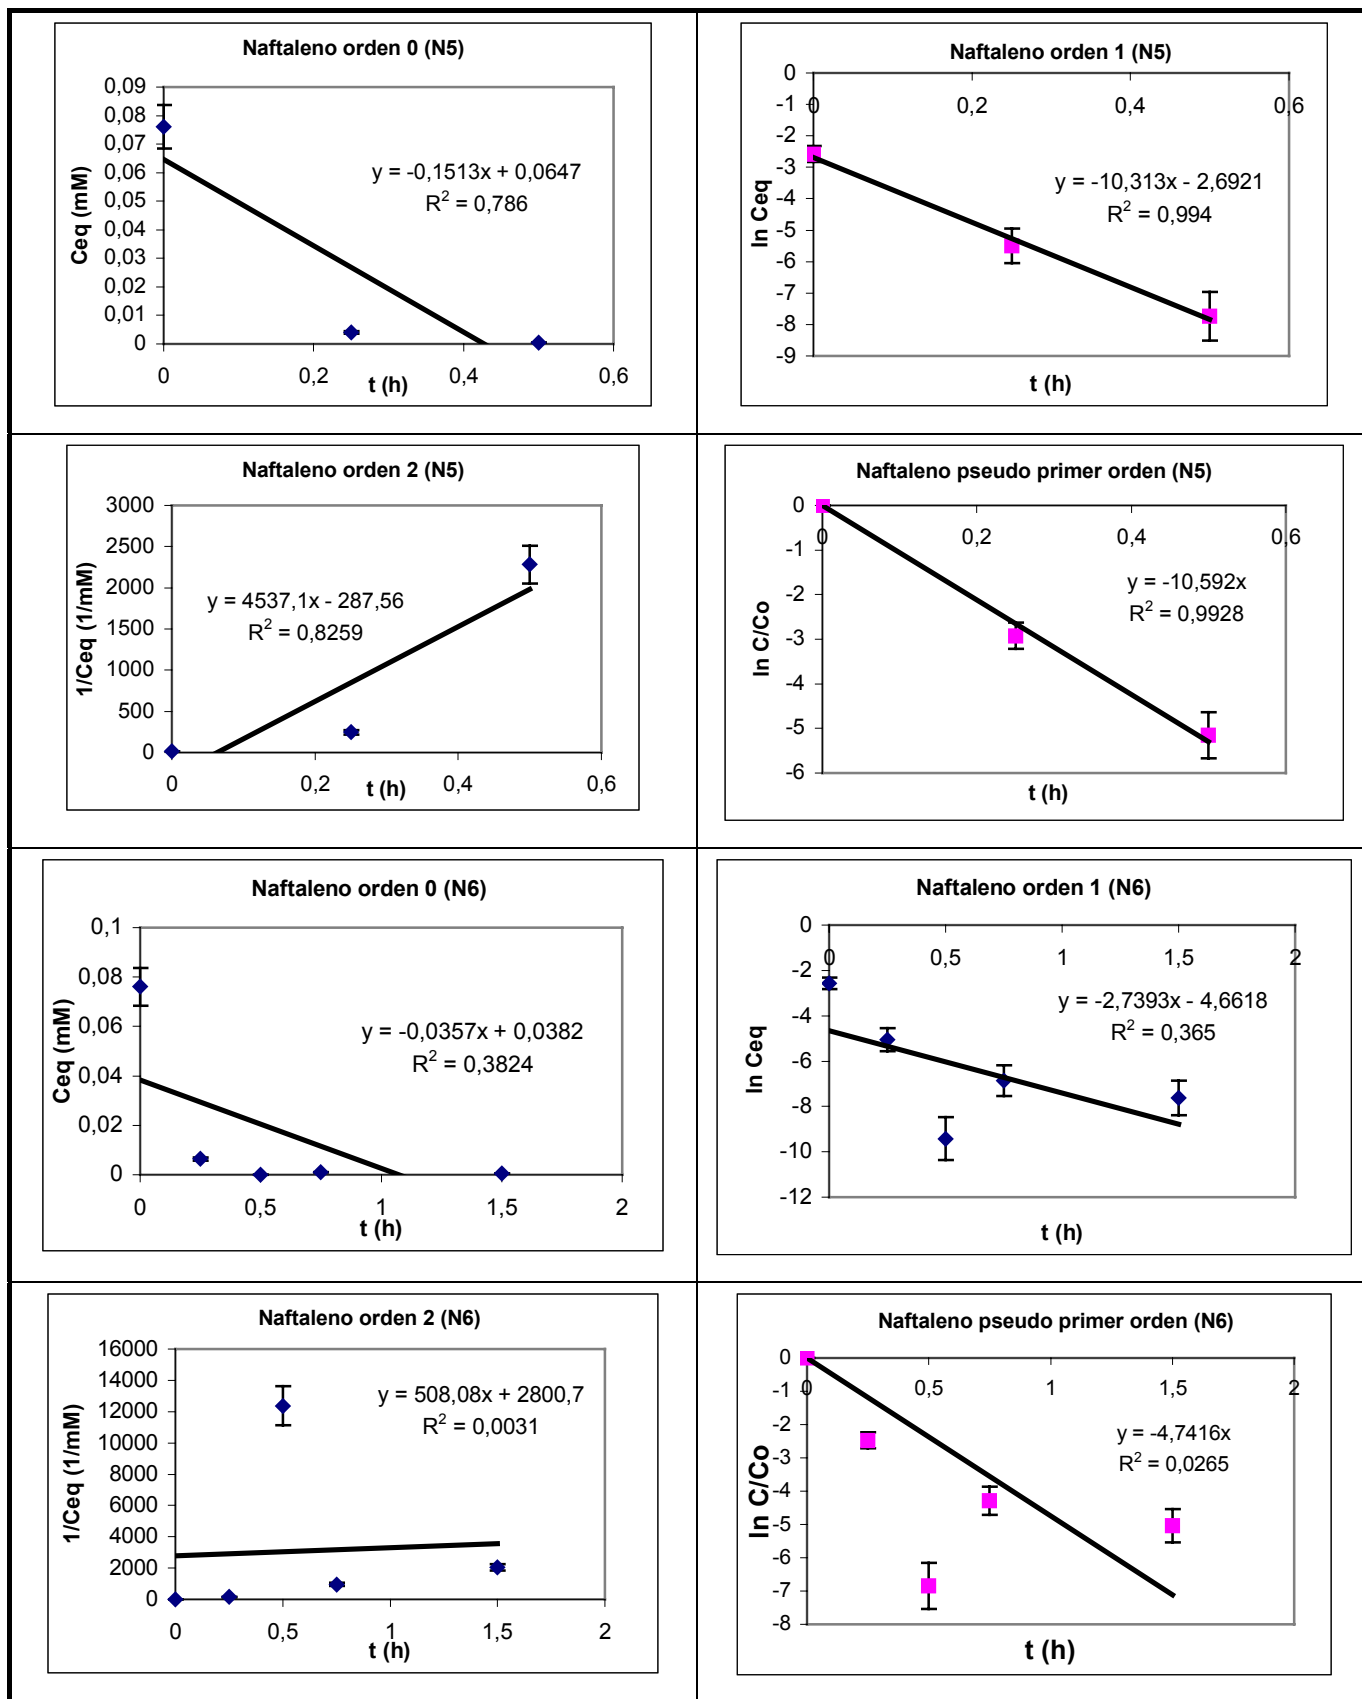 Naftaleno orden 0 (N5)
0,09
0,08
0,07
0,06
0,05
0,04
0,03
0,02
0,01
0
Ceq (mM)
y = -0,1513x + 0,0647
R² = 0,786
0 0,2 0,4 0,6
t (h)
Naftaleno orden 1 (N5)
0
-1
-2
-3
-4
-5
-6
-7
-8
-9
ln Ceq
0 0,2 0,4 0,6
y = -10,313x - 2,6921
R² = 0,994
t (h)
Naftaleno orden 2 (N5)
3000
2500
2000
1500
1000
500
0
1/Ceq (1/mM)
y = 4537,1x - 287,56
R² = 0,8259
0 0,2 0,4 0,6
t (h)
Naftaleno pseudo primer orden (N5)
0
-1
-2
-3
-4
-5
-6
ln C/Co
0 0,2 0,4 0,6
y = -10,592x
R² = 0,9928
t (h)
Naftaleno orden 0 (N6)
0,1
0,08
0,06
0,04
0,02
0
Ceq (mM)
y = -0,0357x + 0,0382
R² = 0,3824
0 0,5 1 1,5 2
t (h)
Naftaleno orden 1 (N6)
0
-2
-4
-6
-8
-10
-12
ln Ceq
0 0,5 1 1,5 2
y = -2,7393x - 4,6618
R² = 0,365
t (h)
Naftaleno orden 2 (N6)
16000
14000
12000
10000
8000
6000
4000
2000
0
1/Ceq (1/mM)
y = 508,08x + 2800,7
R² = 0,0031
0 0,5 1 1,5 2
t (h)
Naftaleno pseudo primer orden (N6)
0
-1
-2
-3
-4
-5
-6
-7
-8
ln C/Co
0 0,5 1 1,5 2
y = -4,7416x
R² = 0,0265
t (h)